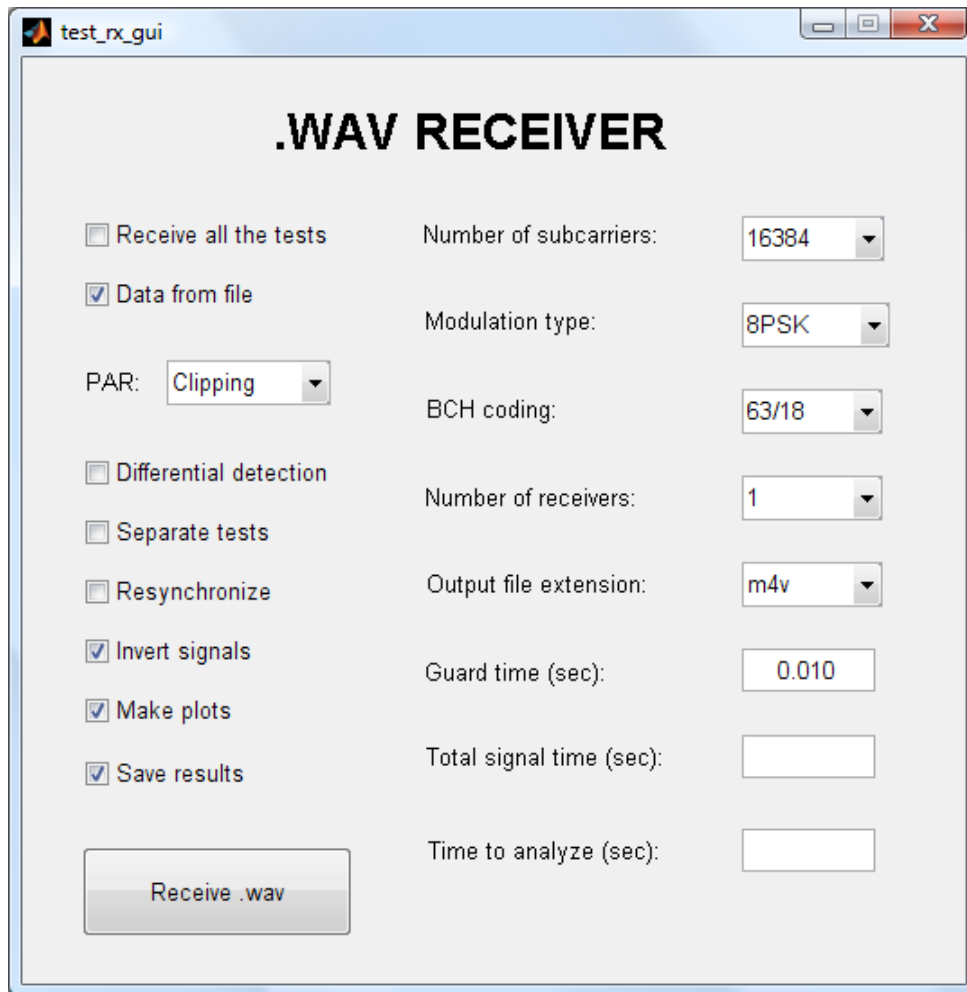 test_rx_gui
.WAV RECEIVER
Receive all the tests
Data from file
PAR: Clipping
Differential detection
Separate tests
Resynchronize
Invert signals
Make plots
Save results
Receive .wav
Number of subcarriers: 16384
Modulation type: 8PSK
BCH coding: 63/18
Number of receivers: 1
Output file extension: m4v
Guard time (sec): 0.010
Total signal time (sec):
Time to analyze (sec):